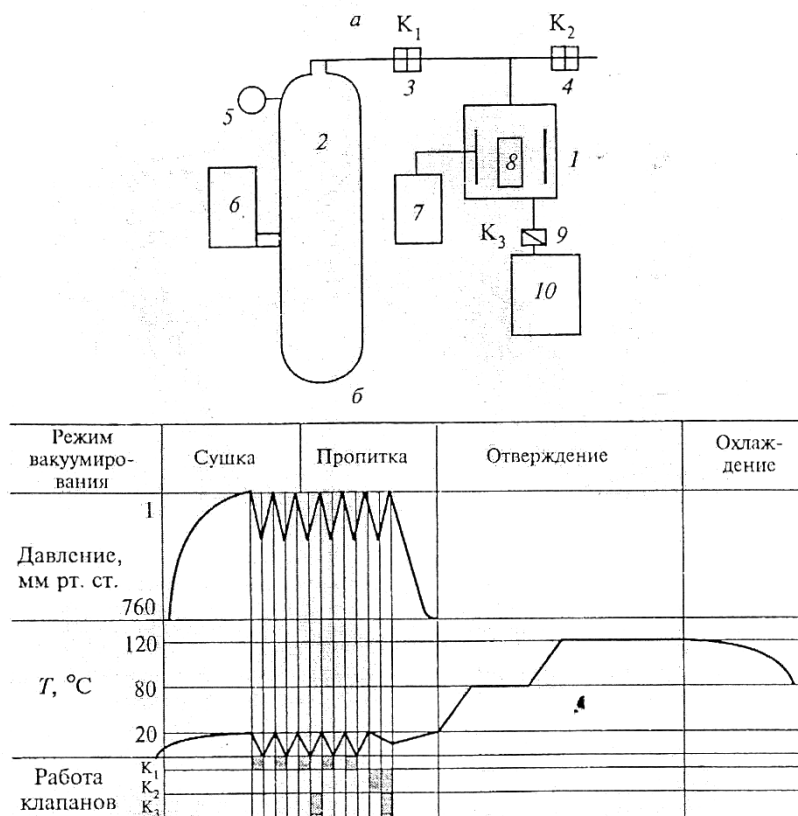 а
K₁
K₂
3
4
5
2
8
1
6
7
K₃
9
10
б
Режим вакуумиро-
вания
Сушка
Пропитка
Отверждение
Охлаж-
дение
1
Давление,
мм рт. ст.
760
120
T, °C
80
20
Работа
клапанов
K₁
K₂
K₃